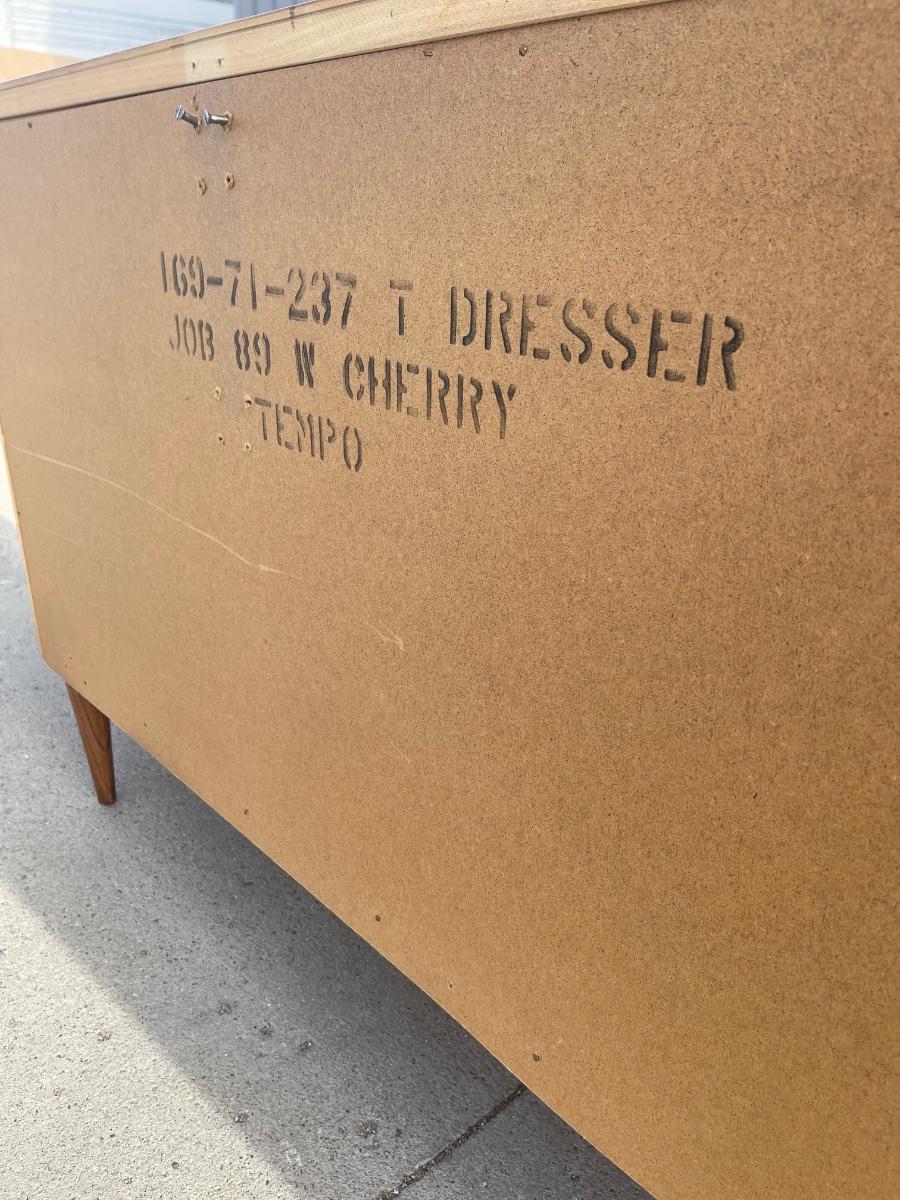 169-71-237 T DRESSER
JOB 89 W CHERRY
TEMPO